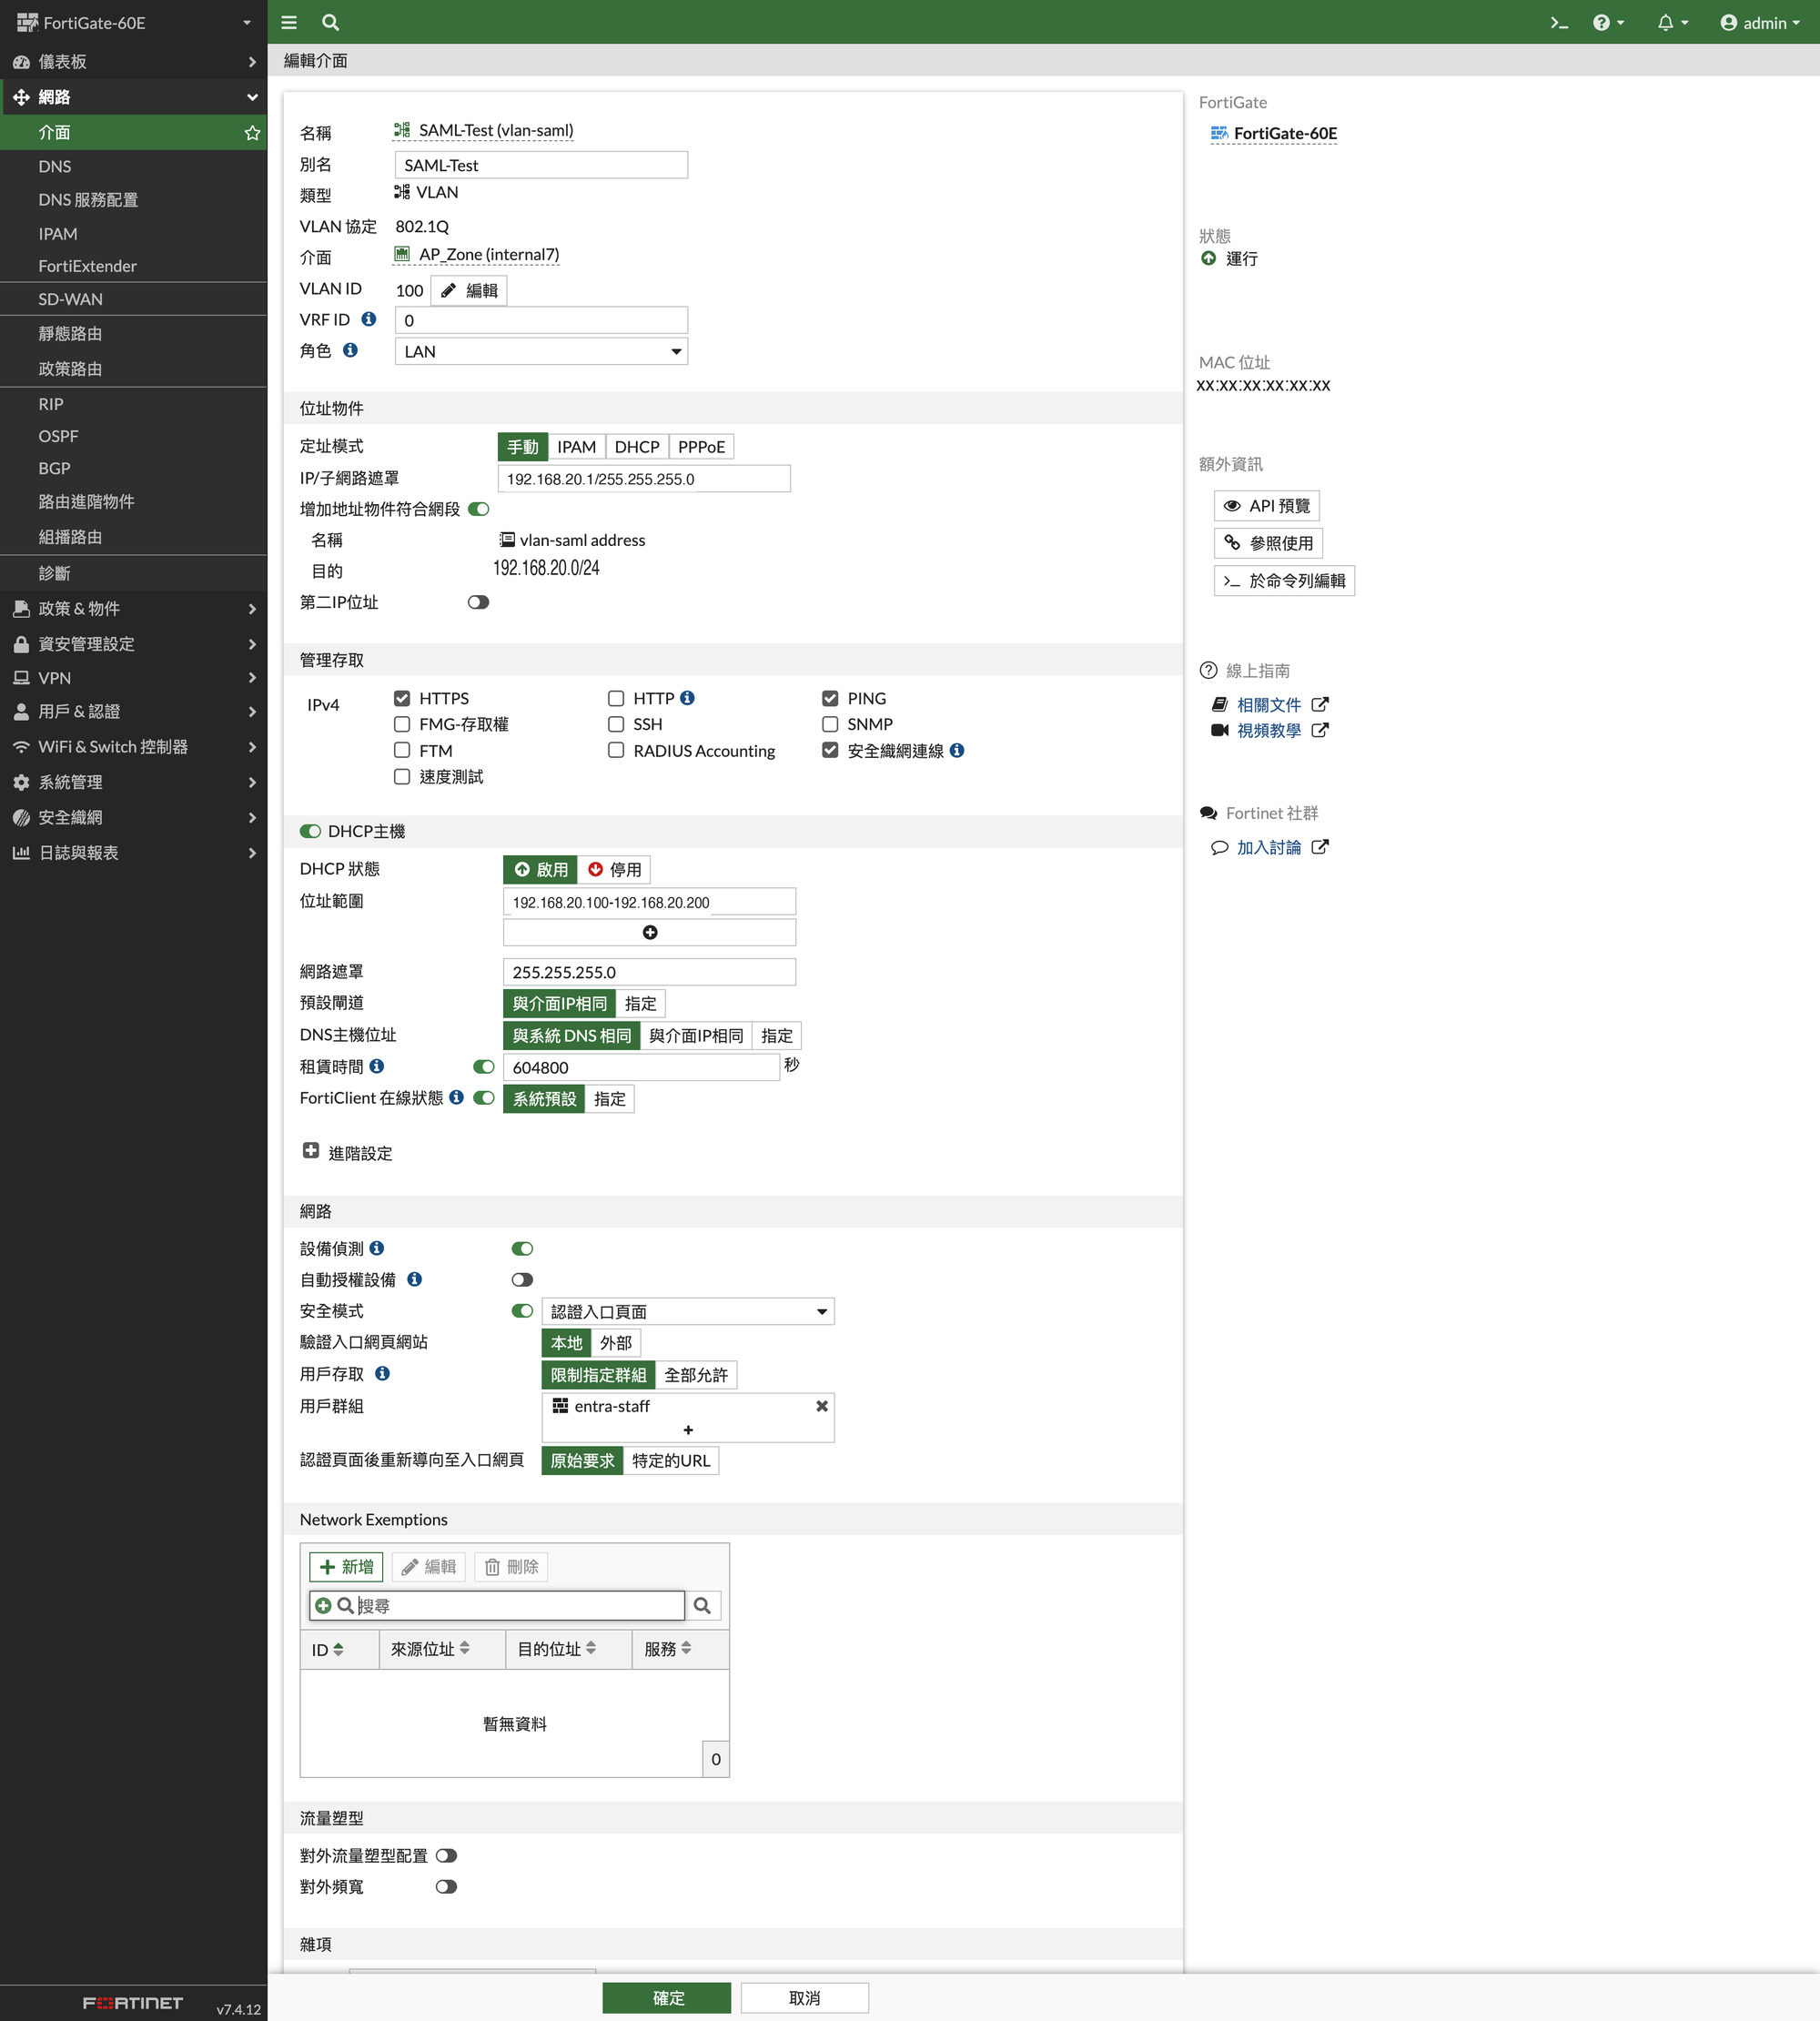 FortiGate-60E
admin
儀表板
網路
介面
DNS
DNS 服務配置
IPAM
FortiExtender
SD-WAN
靜態路由
政策路由
RIP
OSPF
BGP
路由進階物件
組播路由
診斷
政策 & 物件
資安管理設定
VPN
用戶 & 認證
WiFi & Switch 控制器
系統管理
安全織網
日誌與報表
FORTINET
v7.4.12
編輯介面
名稱 SAML-Test (vlan-saml)
別名 SAML-Test
類型 VLAN
VLAN 協定 802.1Q
介面 AP_Zone (internal7)
VLAN ID 100 編輯
VRF ID 0
角色 LAN
位址物件
定址模式 手動 IPAM DHCP PPPoE
IP/子網路遮罩 192.168.20.1/255.255.255.0
增加地址物件符合網段
名稱 vlan-saml address
目的 192.168.20.0/24
第二IP位址
管理存取
IPv4 HTTPS HTTP PING
FMG-存取權 SSH SNMP
FTM RADIUS Accounting 安全織網連線
速度測試
DHCP主機
DHCP 狀態 啟用 停用
位址範圍 192.168.20.100-192.168.20.200
網路遮罩 255.255.255.0
預設閘道 與介面IP相同 指定
DNS主機位址 與系統 DNS 相同 與介面IP相同 指定
租賃時間 604800 秒
FortiClient 在線狀態 系統預設 指定
進階設定
網路
設備偵測
自動授權設備
安全模式 認證入口頁面
驗證入口網頁網站 本地 外部
用戶存取 限制指定群組 全部允許
用戶群組 entra-staff
認證頁面後重新導向至入口網頁 原始要求 特定的URL
Network Exemptions
新增 編輯 刪除
搜尋
ID 來源位址 目的位址 服務
暫無資料
0
流量塑型
對外流量塑型配置
對外頻寬
雜項
確定 取消
FortiGate
FortiGate-60E
狀態
運行
MAC 位址
xx:xx:xx:xx:xx:xx
額外資訊
API 預覽
參照使用
於命令列編輯
線上指南
相關文件
視頻教學
Fortinet 社群
加入討論